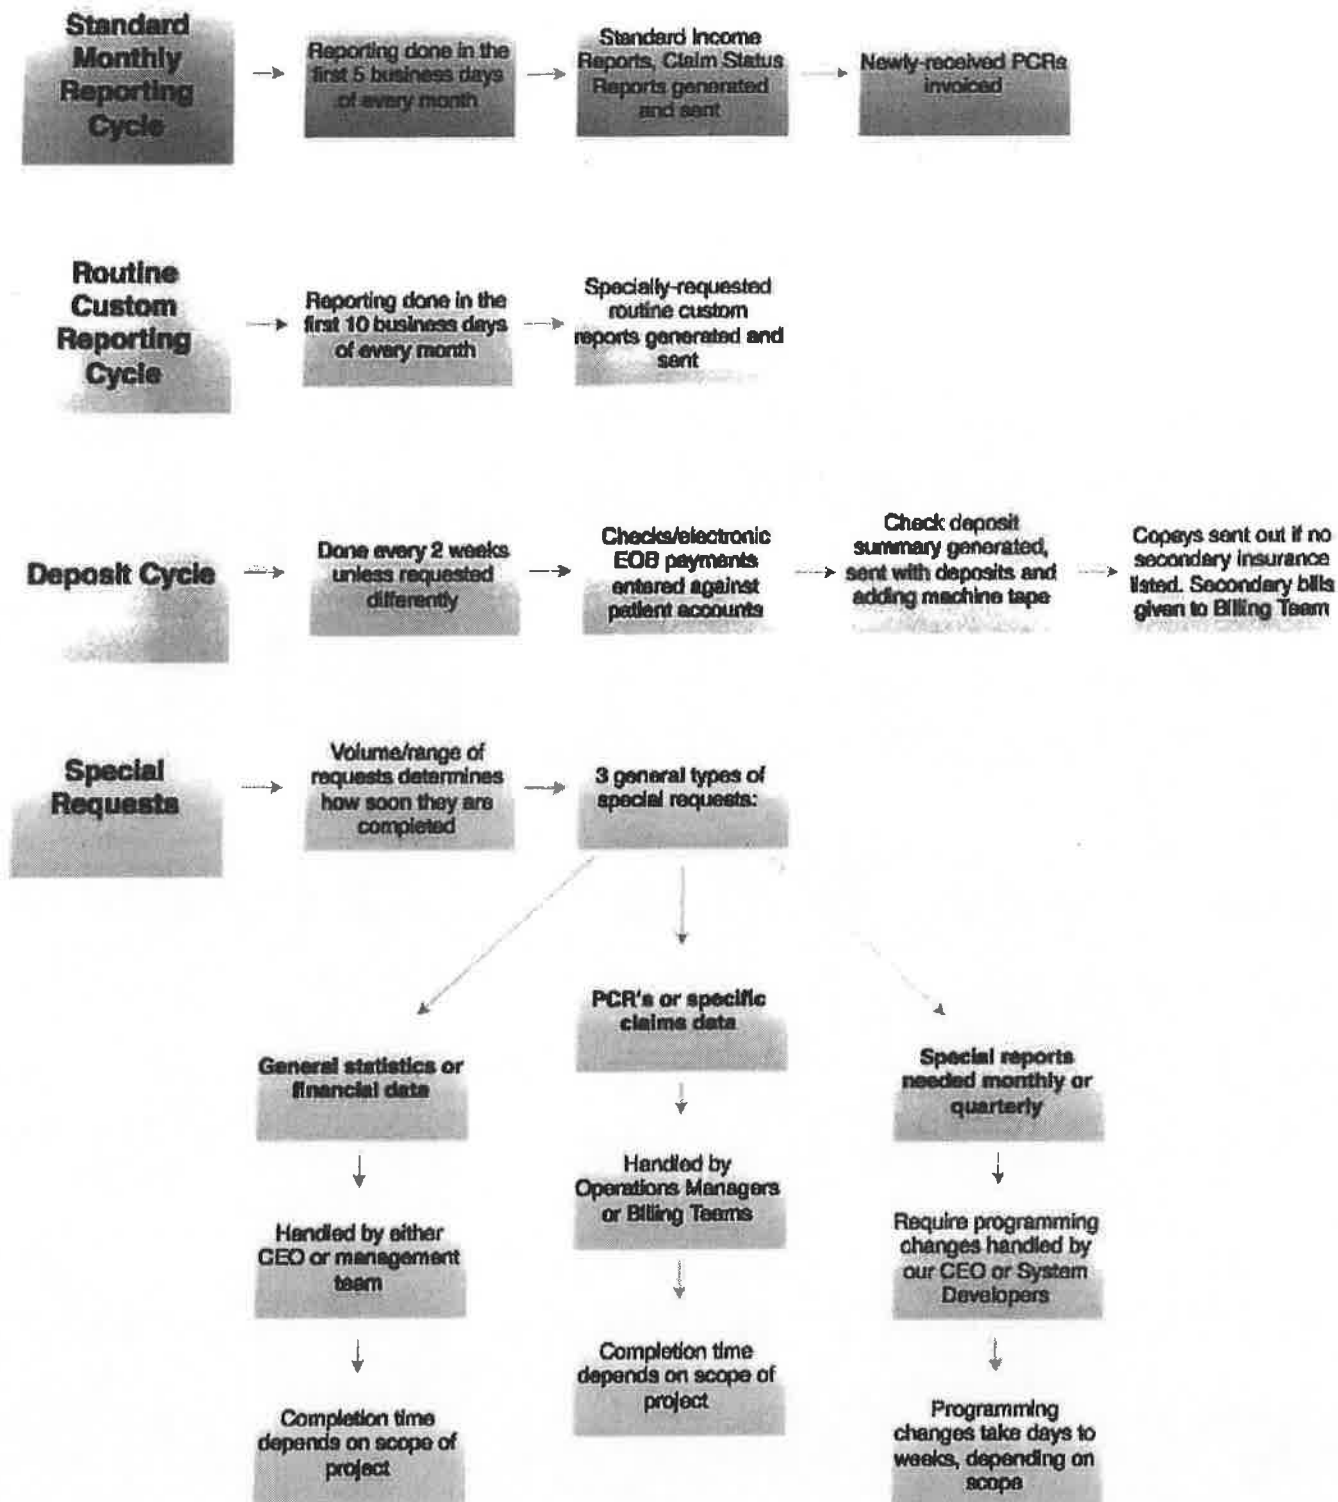 Standard
Monthly
Reporting
Cycle
Reporting done in the
first 5 business days
of every month
Standard Income
Reports, Claim Status
Reports generated
and sent
Newly-received PCRs
invoiced
Routine
Custom
Reporting
Cycle
Reporting done in the
first 10 business days
of every month
Specially-requested
routine custom
reports generated and
sent
Deposit Cycle
Done every 2 weeks
unless requested
differently
Checks/electronic
EOB payments
entered against
patient accounts
Check deposit
summary generated,
sent with deposits and
adding machine tape
Copays sent out if no
secondary insurance
listed. Secondary bills
given to Billing Team
Special
Requests
Volume/range of
requests determines
how soon they are
completed
3 general types of
special requests:
General statistics or
financial data
Handled by either
CEO or management
team
Completion time
depends on scope of
project
PCR's or specific
claims data
Handled by
Operations Managers
or Billing Teams
Completion time
depends on scope of
project
Special reports
needed monthly or
quarterly
Require programming
changes handled by
our CEO or System
Developers
Programming
changes take days to
weeks, depending on
scope